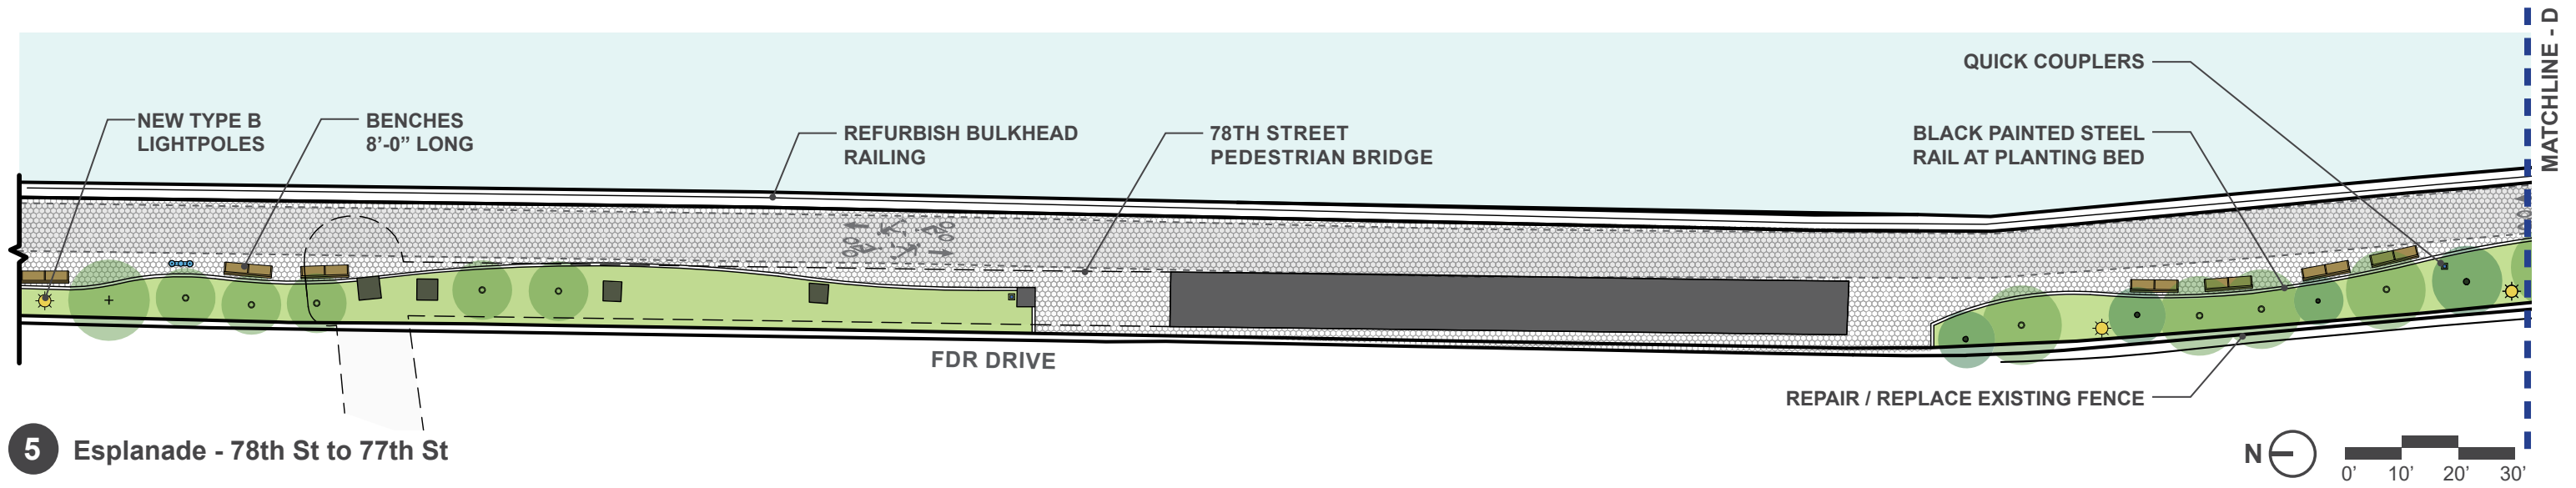 MATCHLINE - D
QUICK COUPLERS
NEW TYPE B
LIGHTPOLES
BENCHES
8’-0” LONG
REFURBISH BULKHEAD
RAILING
78TH STREET
PEDESTRIAN BRIDGE
BLACK PAINTED STEEL
RAIL AT PLANTING BED
FDR DRIVE
REPAIR / REPLACE EXISTING FENCE
5 Esplanade - 78th St to 77th St
N
0’ 10’ 20’ 30’